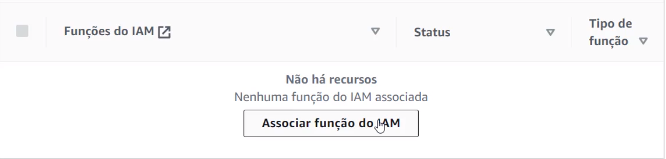 Funções do IAM
Status
Tipo de
função
Não há recursos
Nenhuma função do IAM associada
Associar função do IAM